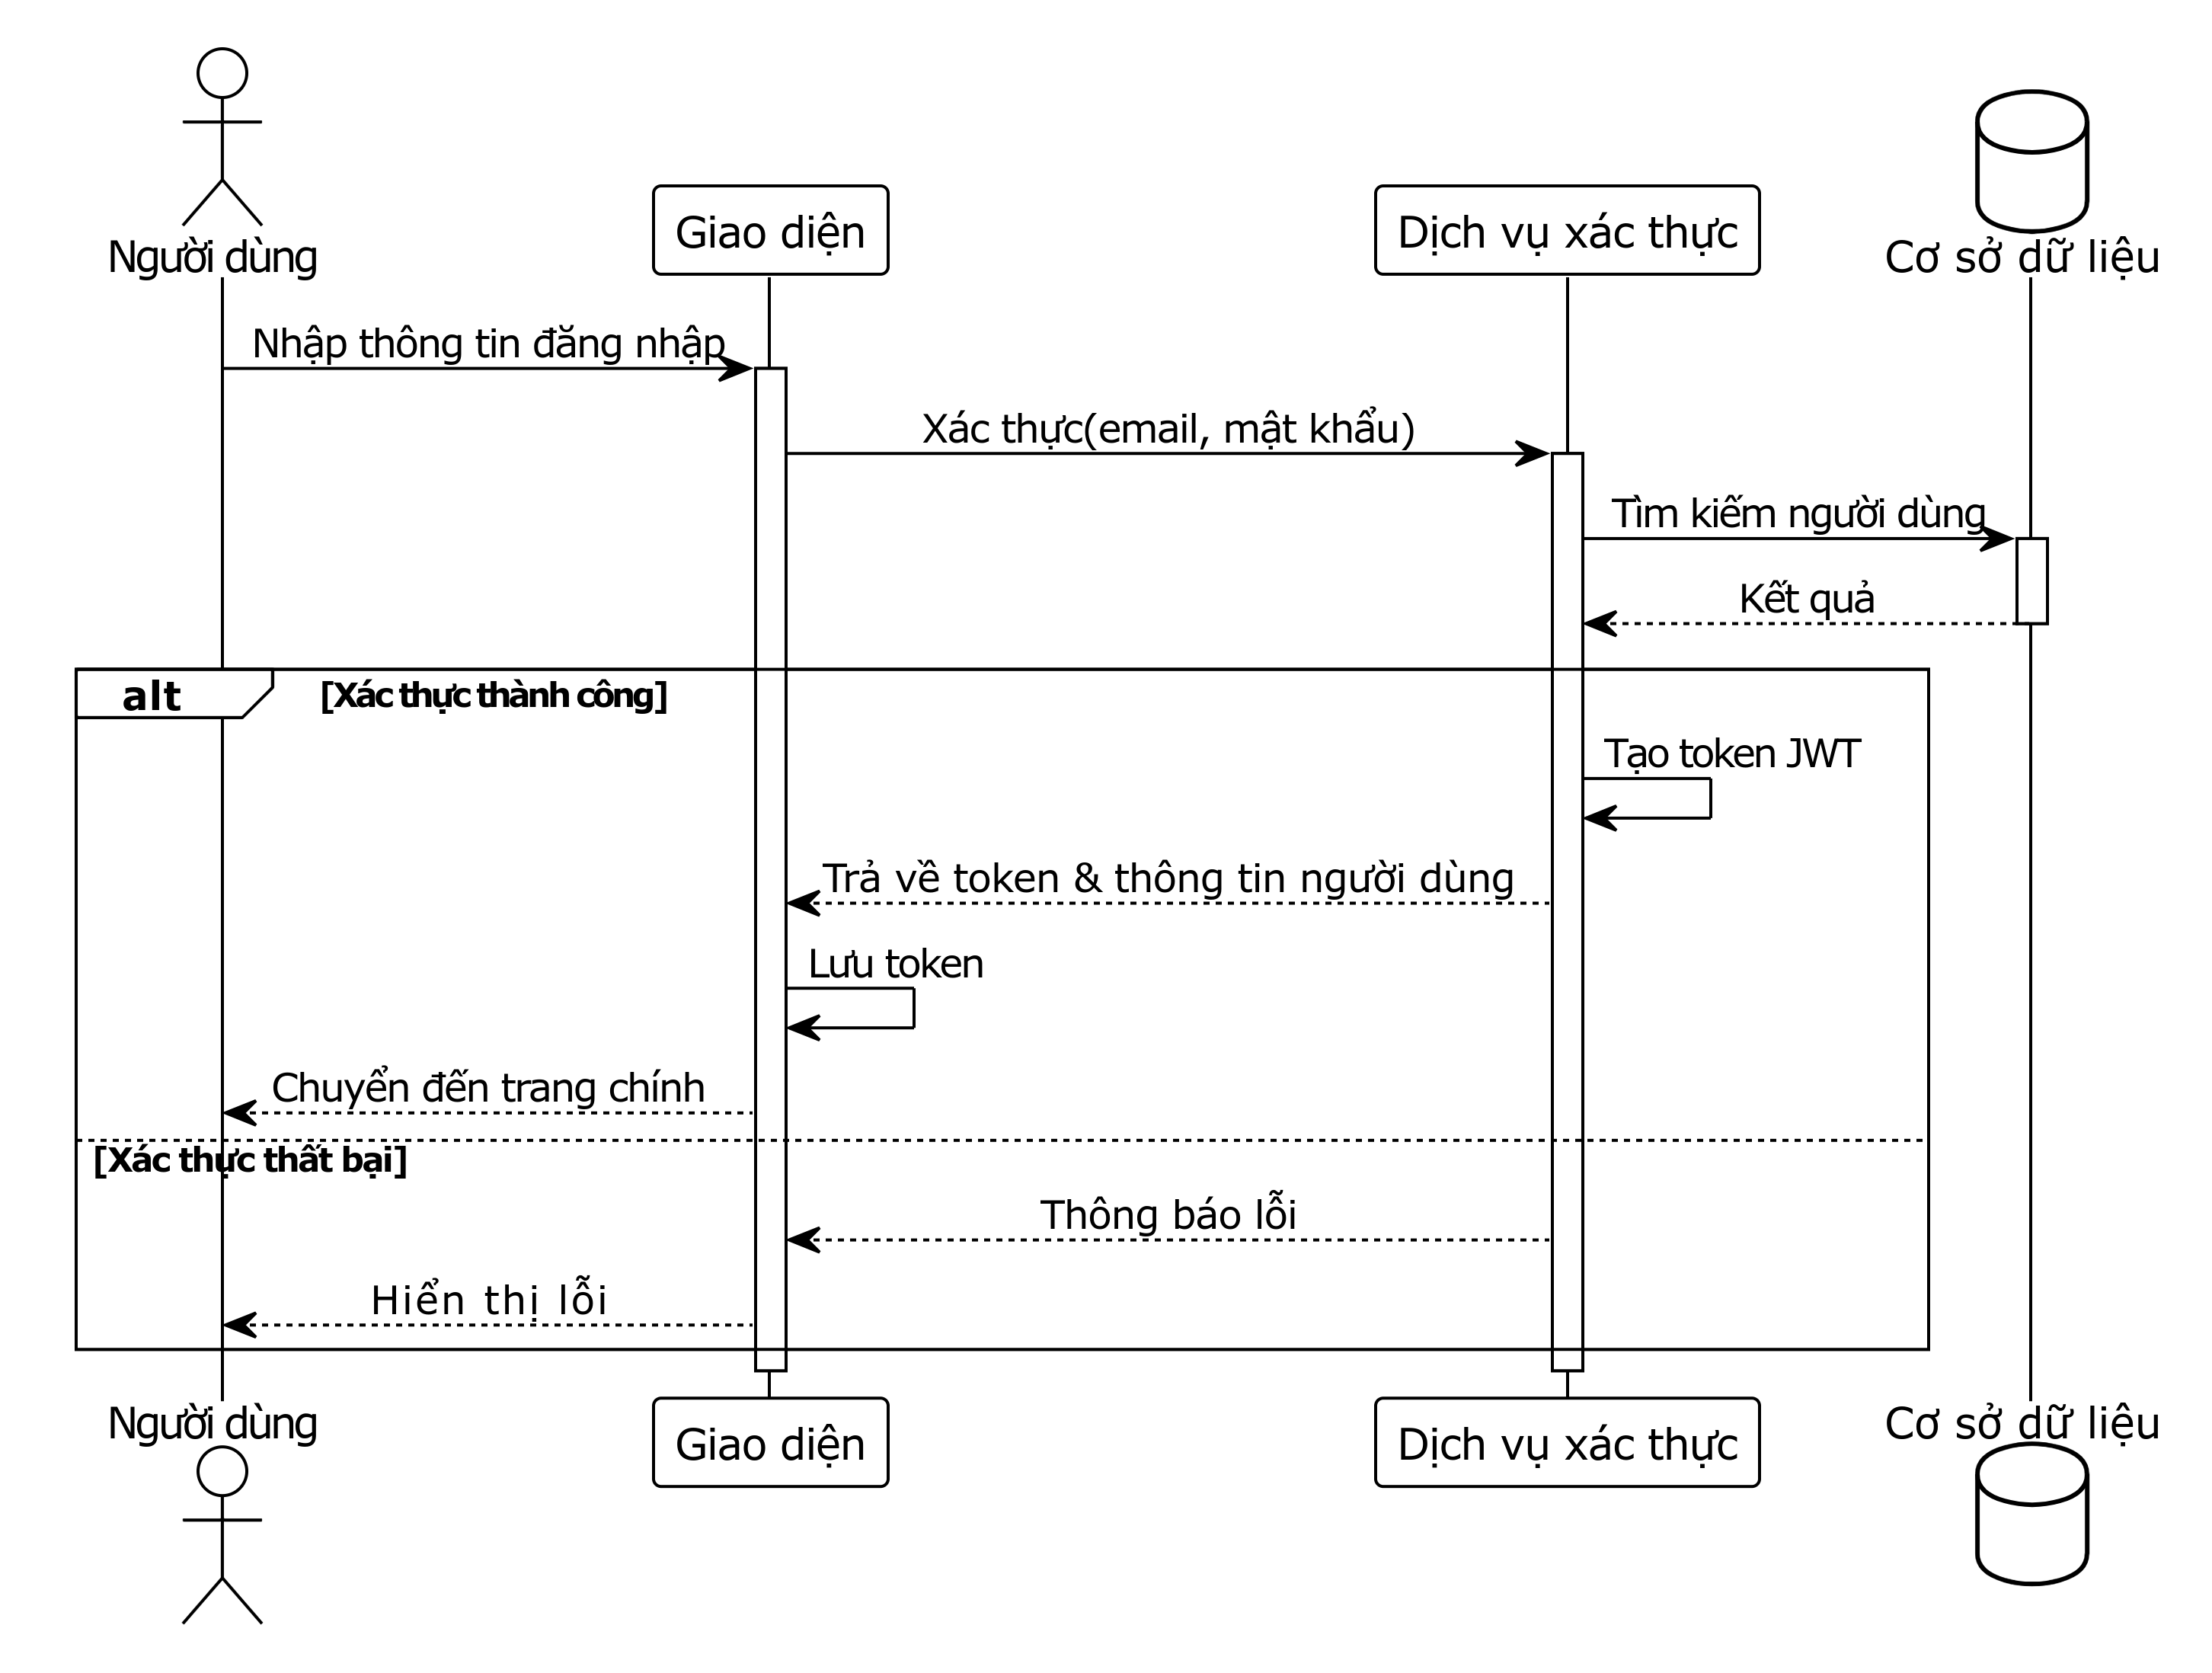 Người dùng
Giao diện
Dịch vụ xác thực
Cơ sở dữ liệu
Nhập thông tin đăng nhập
Xác thực(email, mật khẩu)
Tìm kiếm người dùng
Kết quả
alt
[Xác thực thành công]
Tạo token JWT
Trả về token & thông tin người dùng
Lưu token
Chuyển đến trang chính
[Xác thực thất bại]
Thông báo lỗi
Hiển thị lỗi
Người dùng
Giao diện
Dịch vụ xác thực
Cơ sở dữ liệu